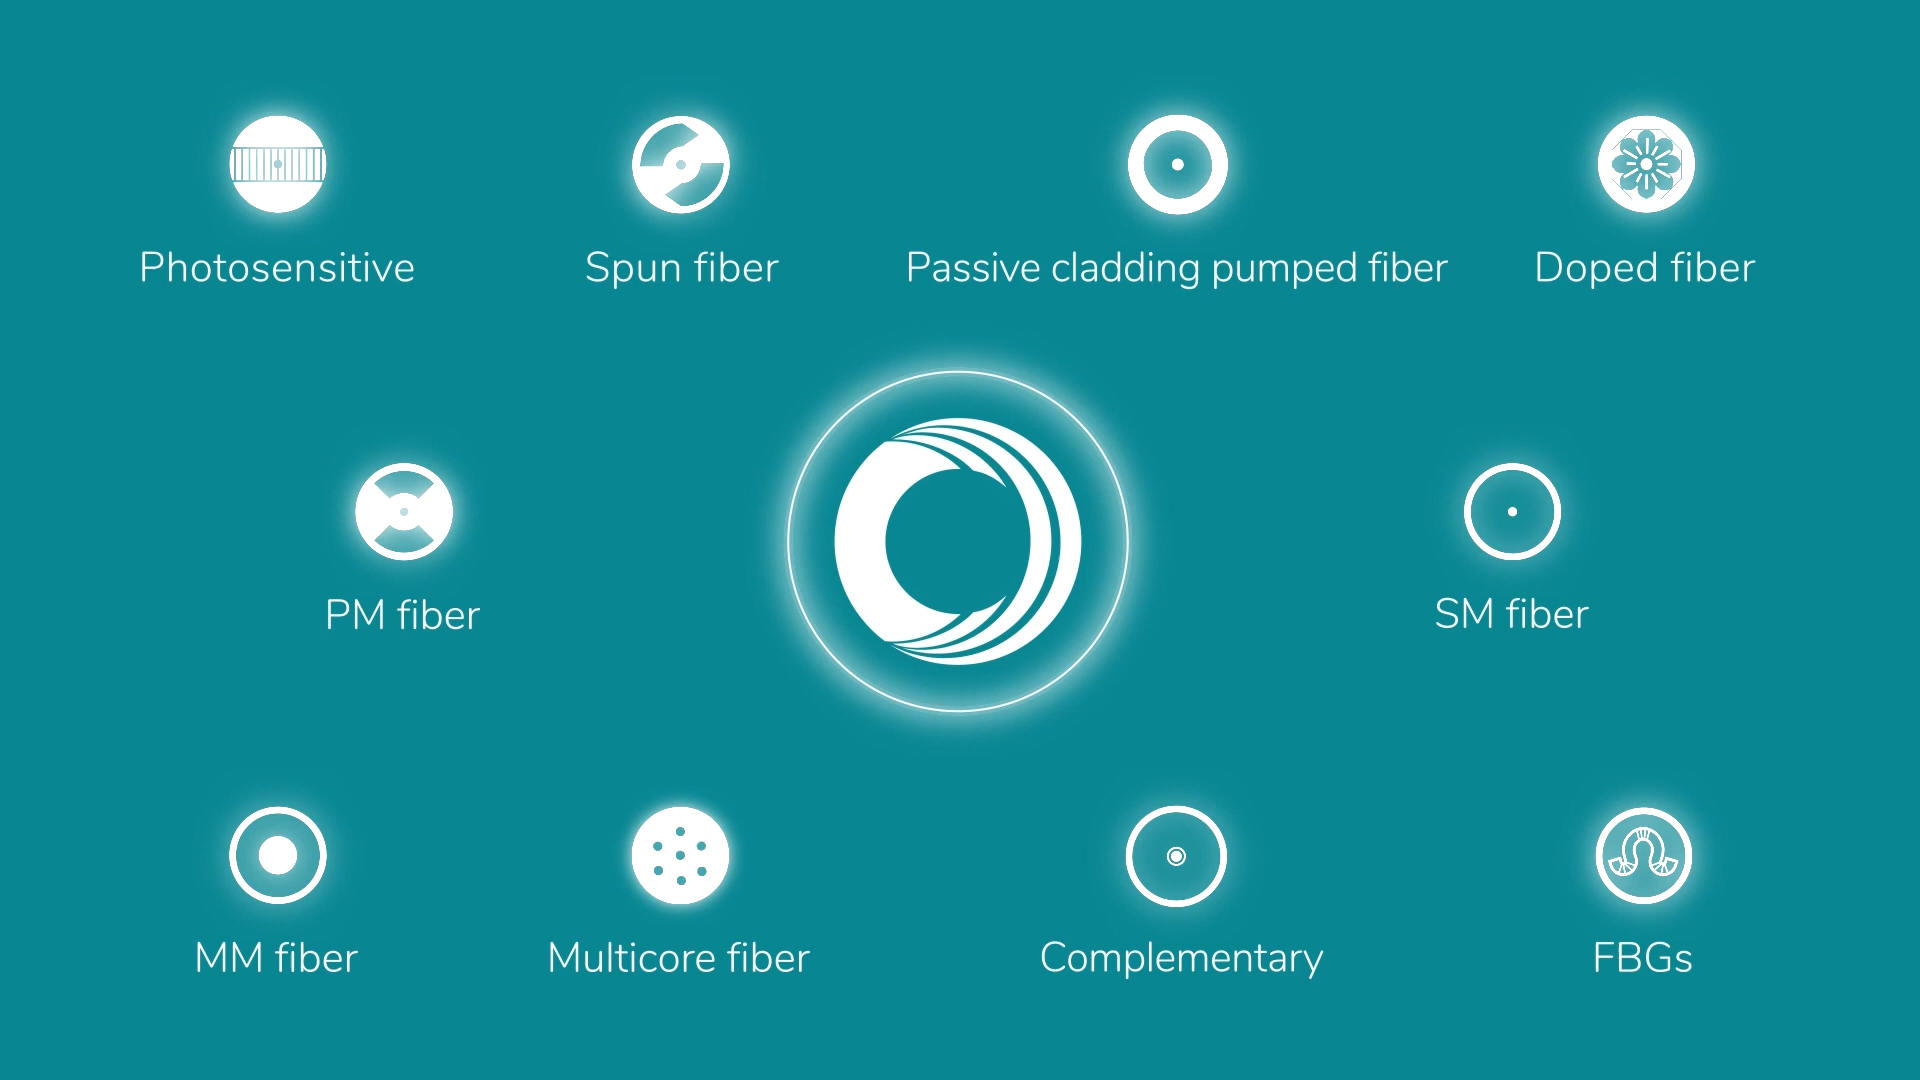 Photosensitive
Spun fiber
Passive cladding pumped fiber
Doped fiber
PM fiber
SM fiber
MM fiber
Multicore fiber
Complementary
FBGs